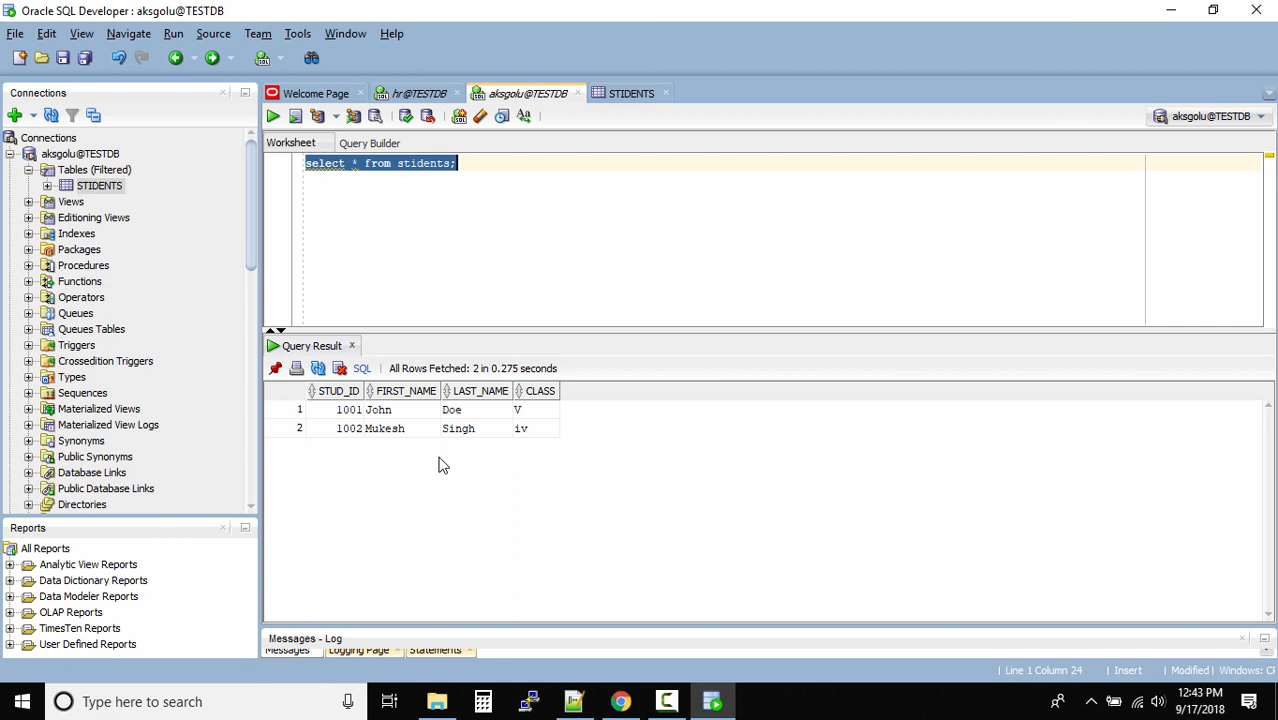 Oracle SQL Developer : aksgolu@TESTDB
File Edit View Navigate Run Source Team Tools Window Help
Connections
Welcome Page hr@TESTDB aksgolu@TESTDB STIDENTS
aksgolu@TESTDB
Worksheet Query Builder
select * from stidents;
Connections
aksgolu@TESTDB
Tables (Filtered)
STIDENTS
Views
Editioning Views
Indexes
Packages
Procedures
Functions
Operators
Queues
Queues Tables
Triggers
Crossedition Triggers
Types
Sequences
Materialized Views
Materialized View Logs
Synonyms
Public Synonyms
Database Links
Public Database Links
Directories
Query Result
SQL All Rows Fetched: 2 in 0.275 seconds
STUD_ID FIRST_NAME LAST_NAME CLASS
1 1001 John Doe V
2 1002 Mukesh Singh iv
Reports
All Reports
Analytic View Reports
Data Dictionary Reports
Data Modeler Reports
OLAP Reports
TimesTen Reports
User Defined Reports
Messages - Log
Messages Logging Page Statements
Line 1 Column 24 Insert Modified Windows: CF
Type here to search
12:43 PM
9/17/2018